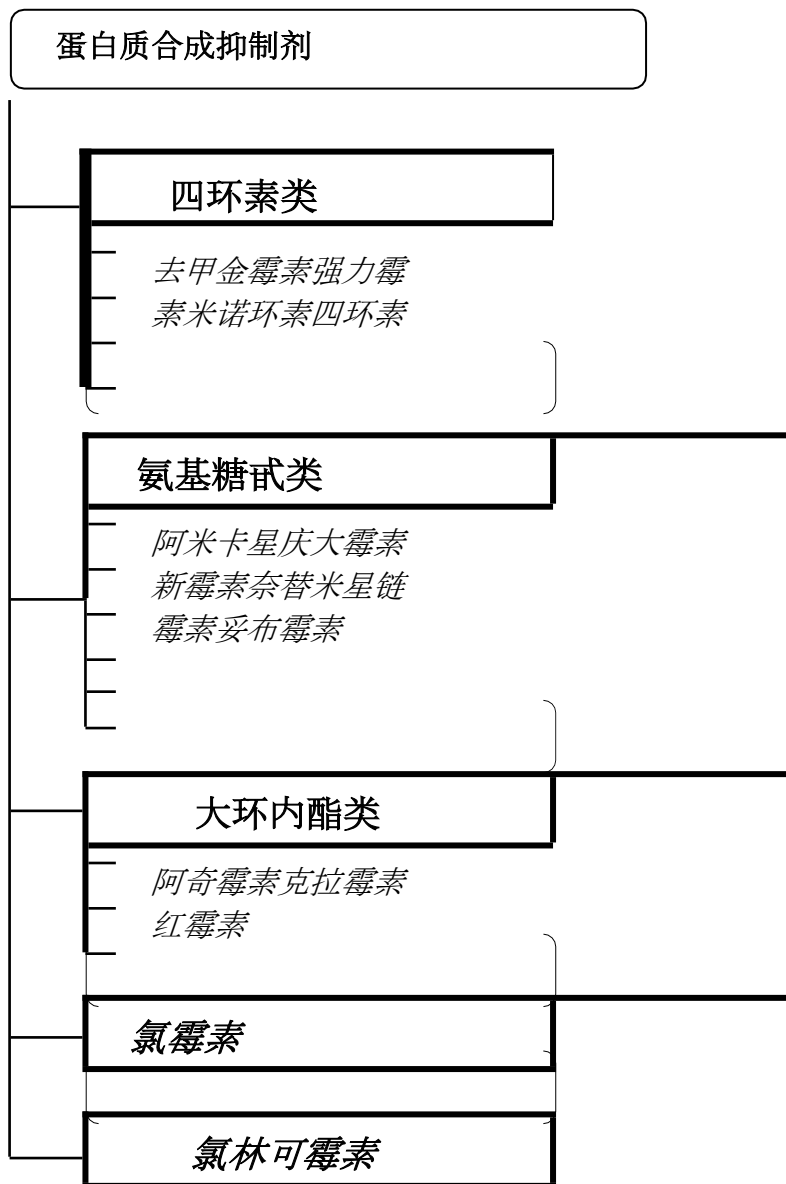 蛋白质合成抑制剂
四环素类
去甲金霉素强力霉
素米诺环素四环素
氨基糖甙类
阿米卡星庆大霉素
新霉素奈替米星链
霉素妥布霉素
大环内酯类
阿奇霉素克拉霉素
红霉素
氯霉素
氯林可霉素